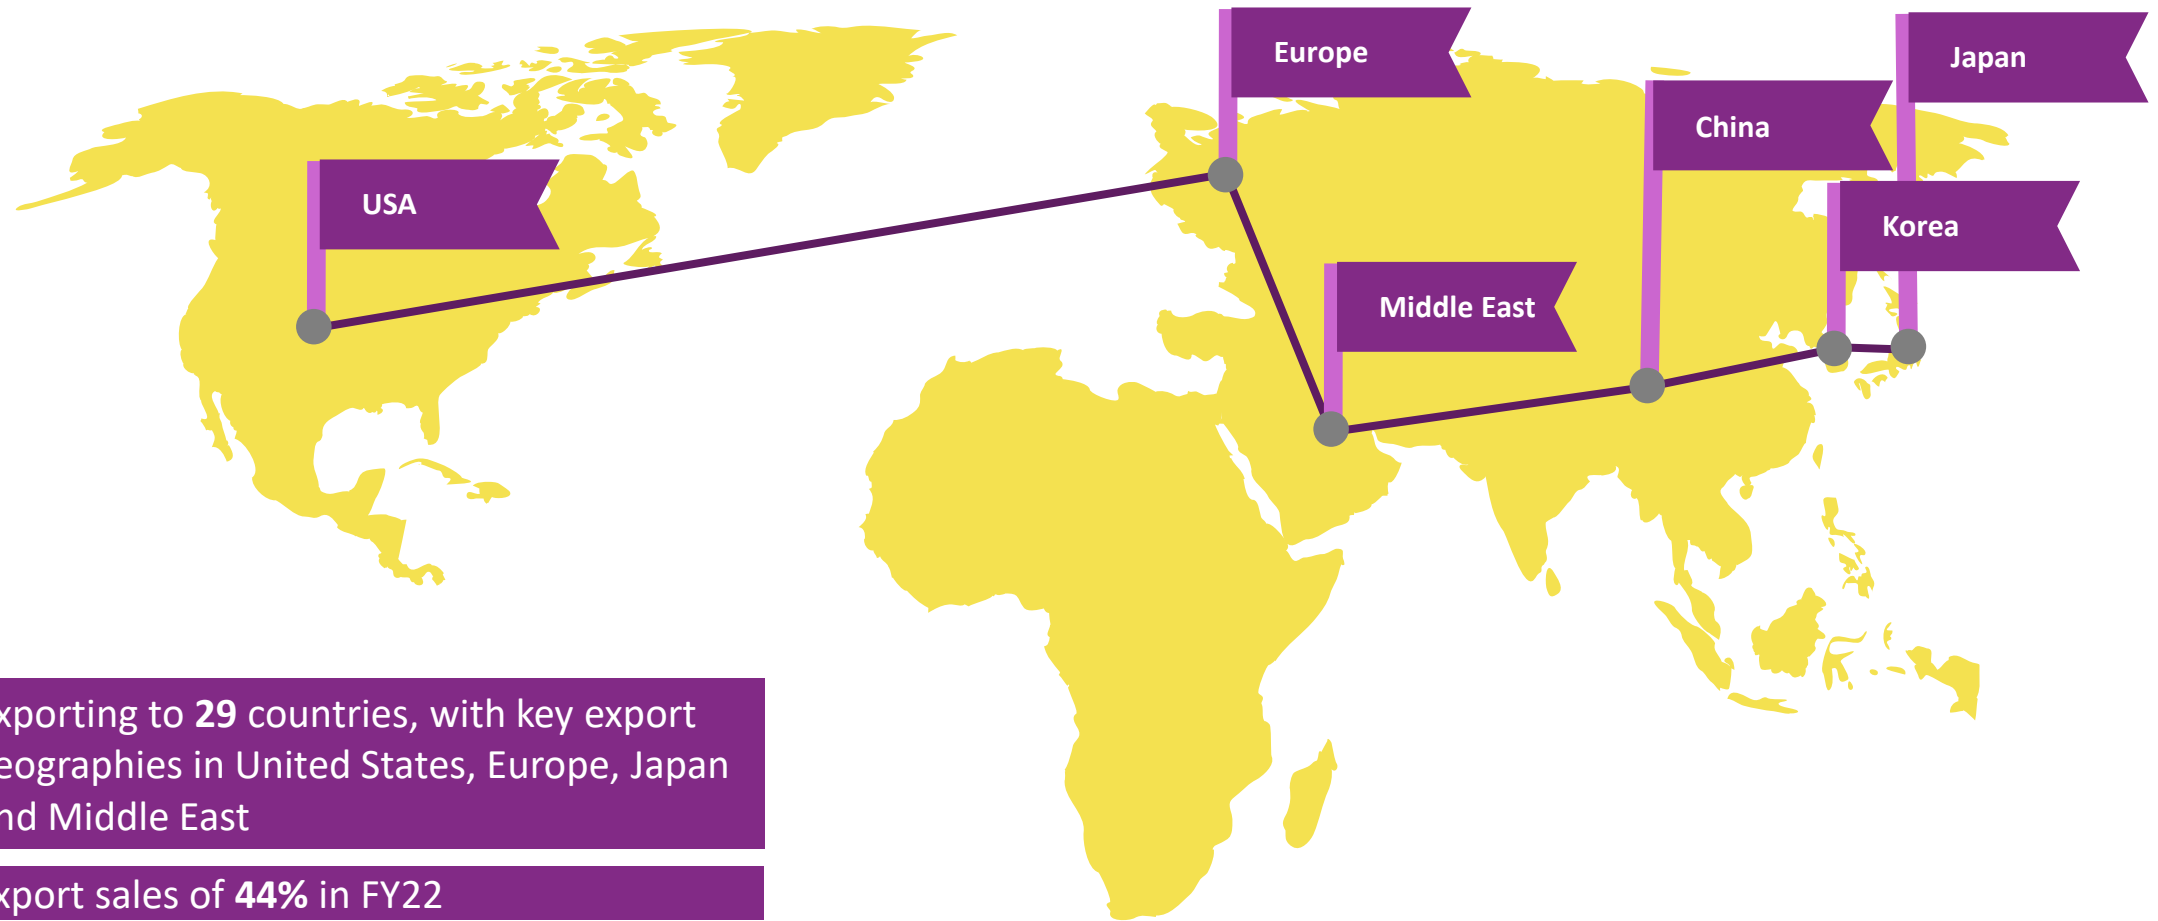 Europe
Japan
China
USA
Korea
Middle East
xporting to 29 countries, with key export
eographies in United States, Europe, Japan
nd Middle East
xport sales of 44% in FY22